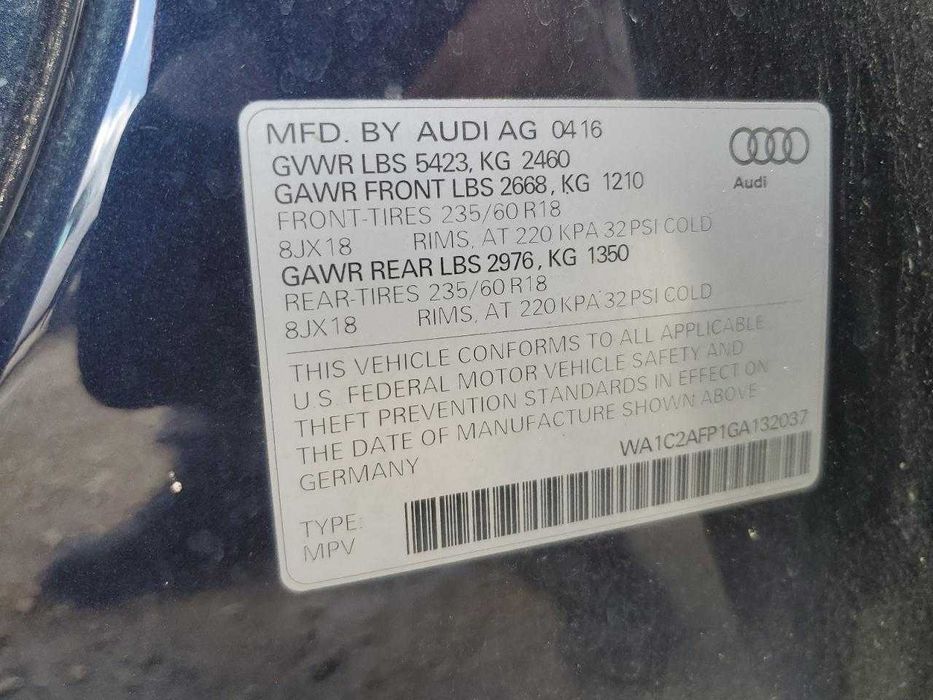 MFD. BY AUDI AG 04 16
GVWR LBS 5423, KG 2460
GAWR FRONT LBS 2668, KG 1210
FRONT-TIRES 235/60 R18
8JX18 RIMS, AT 220 KPA 32 PSI COLD
GAWR REAR LBS 2976, KG 1350
REAR-TIRES 235/60 R18
8JX18 RIMS, AT 220 KPA 32 PSI COLD
Audi
THIS VEHICLE CONFORMS TO ALL APPLICABLE
U.S. FEDERAL MOTOR VEHICLE SAFETY AND
THEFT PREVENTION STANDARDS IN EFFECT ON
THE DATE OF MANUFACTURE SHOWN ABOVE
GERMANY
WA1C2AFP1GA132037
TYPE:
MPV